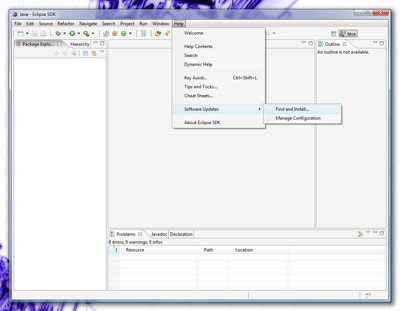 Java - Eclipse SDK
File Edit Source Refactor Navigate Search Project Run Window Help
Java
Package Explo... Hierarchy
Outline
An outline is not available.
Welcome
Help Contents
Search
Dynamic Help
Key Assist... Ctrl+Shift+L
Tips and Tricks...
Cheat Sheets...
Software Updates
Find and Install...
Manage Configuration
About Eclipse SDK
Problems Javadoc Declaration
0 errors, 0 warnings, 0 infos
Resource Path Location